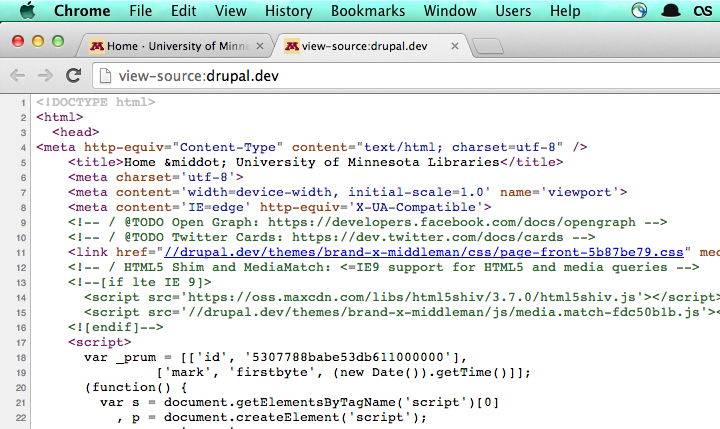 Chrome File Edit View History Bookmarks Window Users Help
Home · University of Minne
view-source:drupal.dev
view-source:drupal.dev
1 <!DOCTYPE html>
2 <html>
3 <head>
4 <meta http-equiv="Content-Type" content="text/html; charset=utf-8" />
5 <title>Home &middot; University of Minnesota Libraries</title>
6 <meta charset='utf-8'>
7 <meta content='width=device-width, initial-scale=1.0' name='viewport'>
8 <meta content='IE=edge' http-equiv='X-UA-Compatible'>
9 <!-- / @TODO Open Graph: https://developers.facebook.com/docs/opengraph -->
10 <!-- / @TODO Twitter Cards: https://dev.twitter.com/docs/cards -->
11 <link href="//drupal.dev/themes/brand-x-middleman/css/page-front-5b87be79.css" med
12 <!-- / HTML5 Shim and MediaMatch: <=IE9 support for HTML5 and media queries -->
13 <!--[if lte IE 9]>
14 <script src='https://oss.maxcdn.com/libs/html5shiv/3.7.0/html5shiv.js'></script>
15 <script src='//drupal.dev/themes/brand-x-middleman/js/media.match-fdc50b1b.js'><
16 <![endif]-->
17 <script>
18 var _prum = [['id', '5307788babe53db611000000'],
19 ['mark', 'firstbyte', (new Date()).getTime()]];
20 (function() {
21 var s = document.getElementsByTagName('script')[0]
22 , p = document.createElement('script');